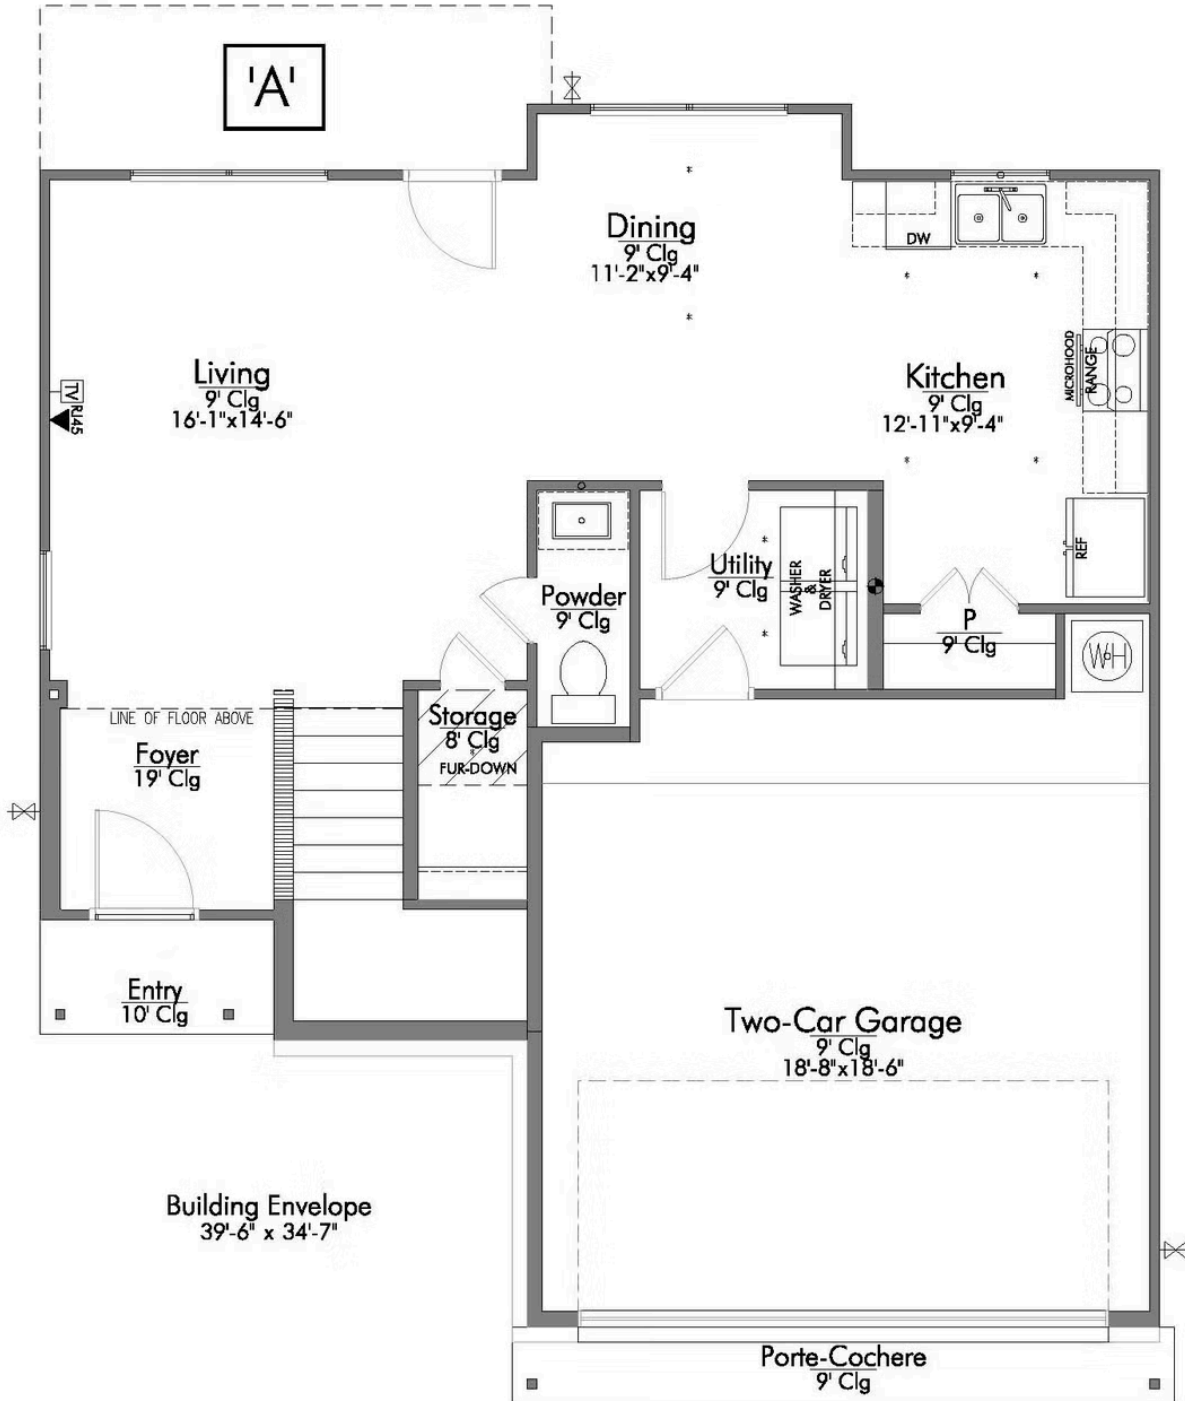 'A'
Dining
9' Clg
11'-2"x9'-4"
DW
Living
9' Clg
16'-1"x14'-6"
TV
RJ45
Kitchen
9' Clg
12'-11"x9'-4"
MICROHOOD
RANGE
REF
Utility
9' Clg
WASHER
&
DRYER
Powder
9' Clg
P
9' Clg
WH
LINE OF FLOOR ABOVE
Foyer
19' Clg
Storage
8' Clg
FUR-DOWN
Entry
10' Clg
Two-Car Garage
9' Clg
18'-8"x18'-6"
Building Envelope
39'-6" x 34'-7"
Porte-Cochere
9' Clg